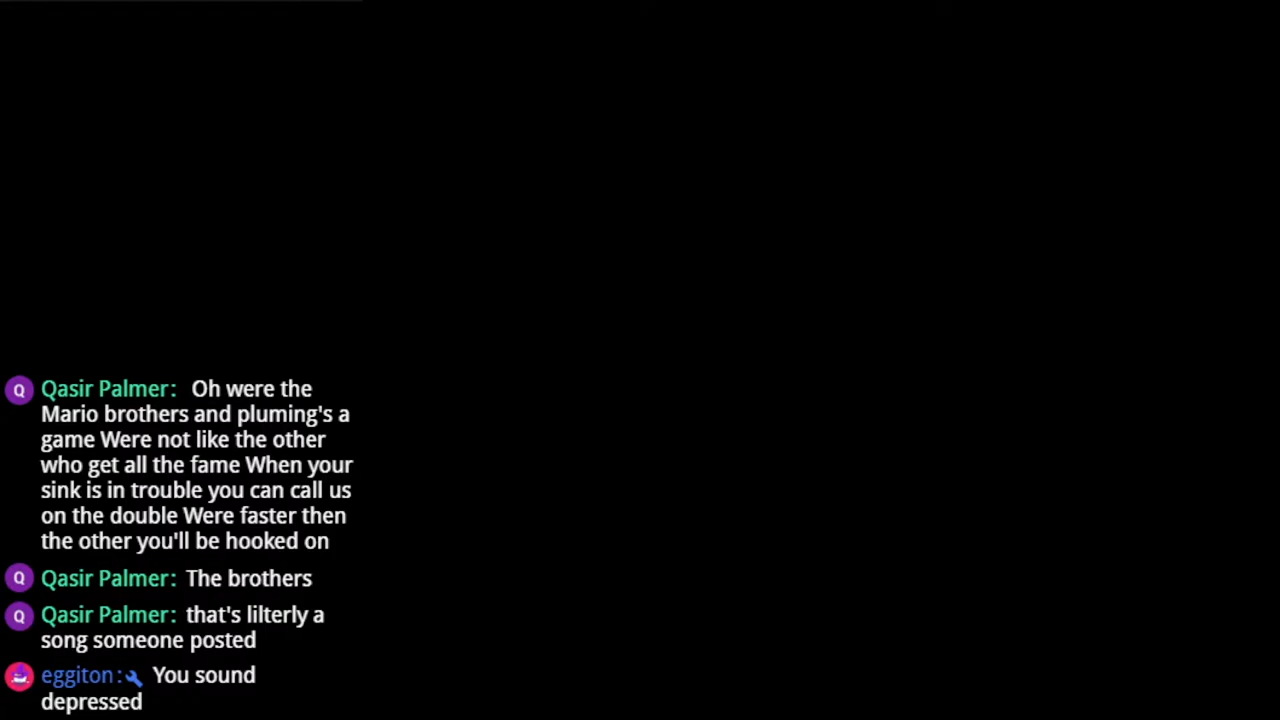 Q Qasir Palmer: Oh were the
Mario brothers and pluming's a
game Were not like the other
who get all the fame When your
sink is in trouble you can call us
on the double Were faster then
the other you'll be hooked on
Q Qasir Palmer: The brothers
Q Qasir Palmer: that's lilterly a
song someone posted
eggiton: You sound
depressed